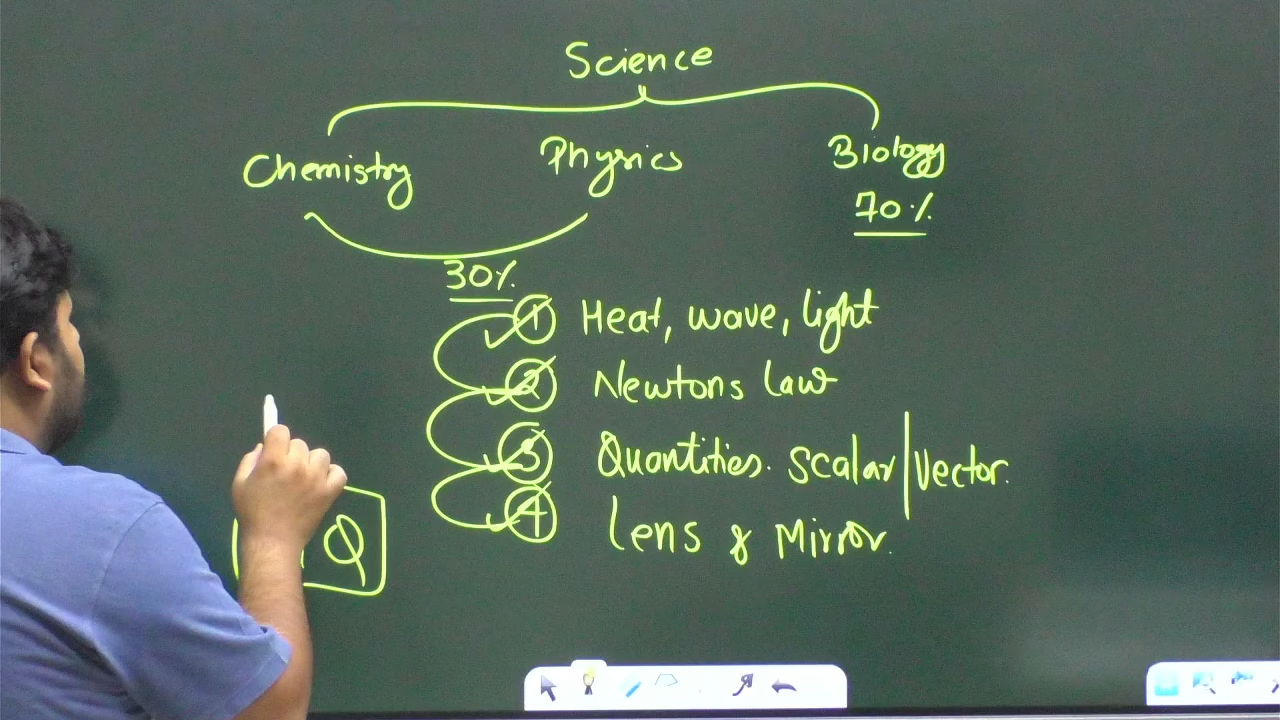 Science
Chemistry Physics Biology
70%
30%
1 Heat, wave, light
2 Newtons law
3 Quantities. Scalar | Vector.
4 Lens & Mirror.
Q